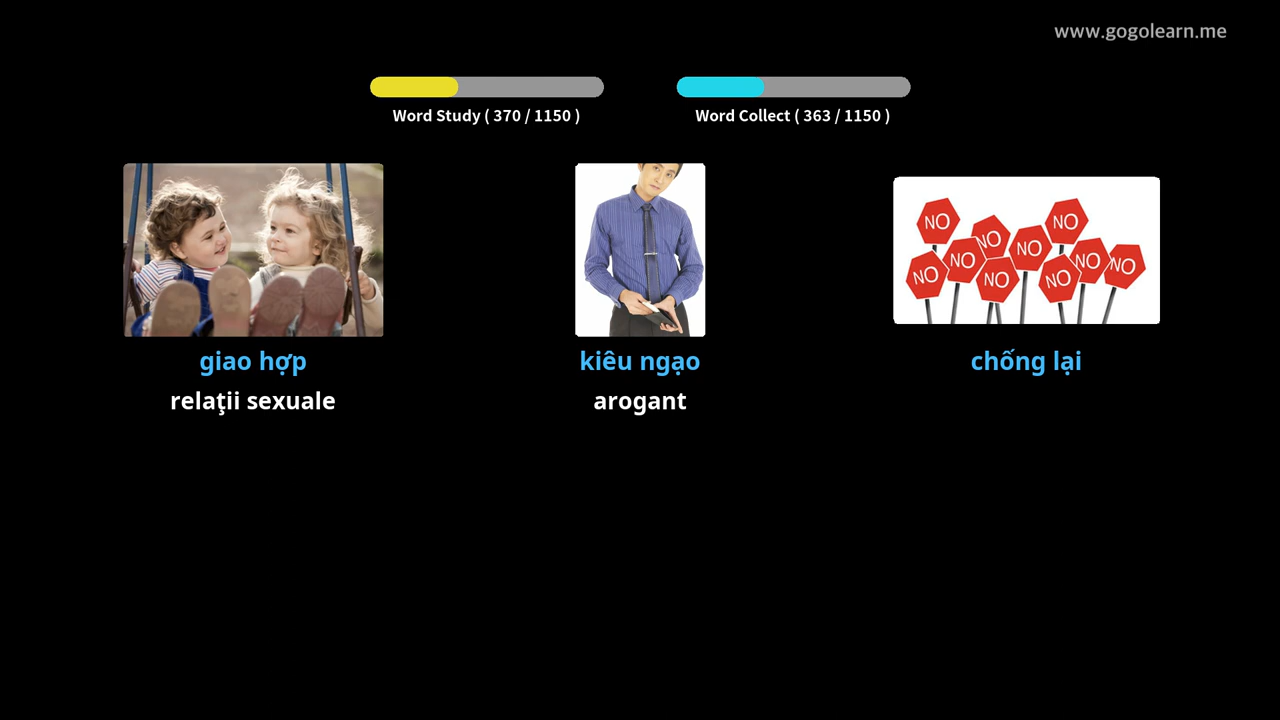 www.gogolearn.me
Word Study ( 370 / 1150 )
Word Collect ( 363 / 1150 )
NO
NO
NO
NO
NO
NO
NO
NO
NO
NO
giao hợp
kiêu ngạo
chống lại
relaţii sexuale
arogant